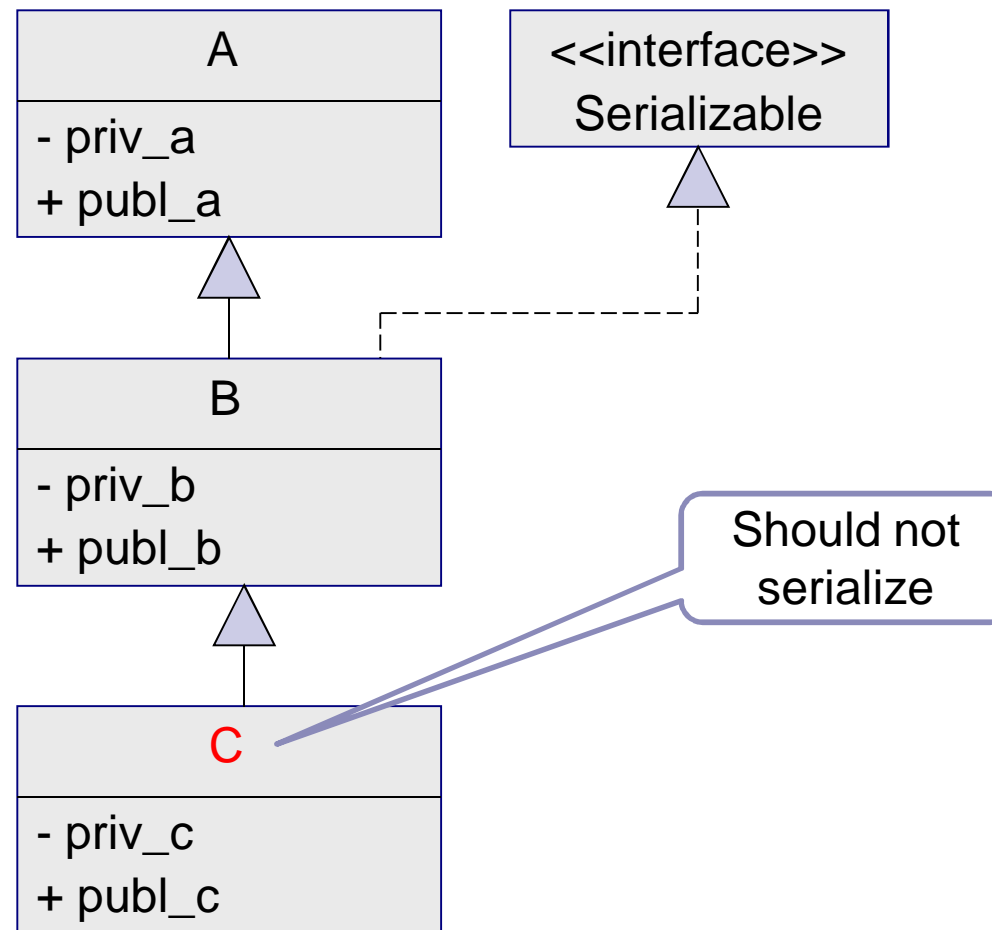 A
- priv_a
+ publ_a
<<interface>>
Serializable
B
- priv_b
+ publ_b
Should not
serialize
C
- priv_c
+ publ_c